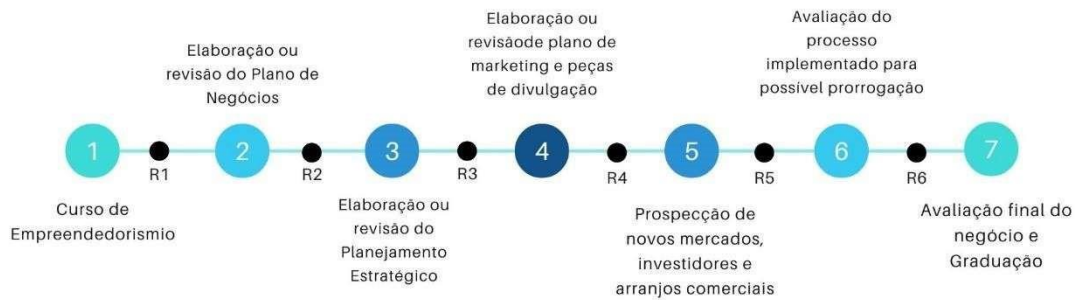 1
Curso de
Empreendedorismio
R1
Elaboração ou
revisão do Plano de
Negócios
2
R2
3
Elaboração ou
revisão do
Planejamento
Estratégico
R3
Elaboração ou
revisãode plano de
marketing e peças
de divulgação
4
R4
5
Prospecção de
novos mercados,
investidores e
arranjos comerciais
R5
Avaliação do
processo
implementado para
possível prorrogação
6
R6
7
Avaliação final do
negócio e
Graduação